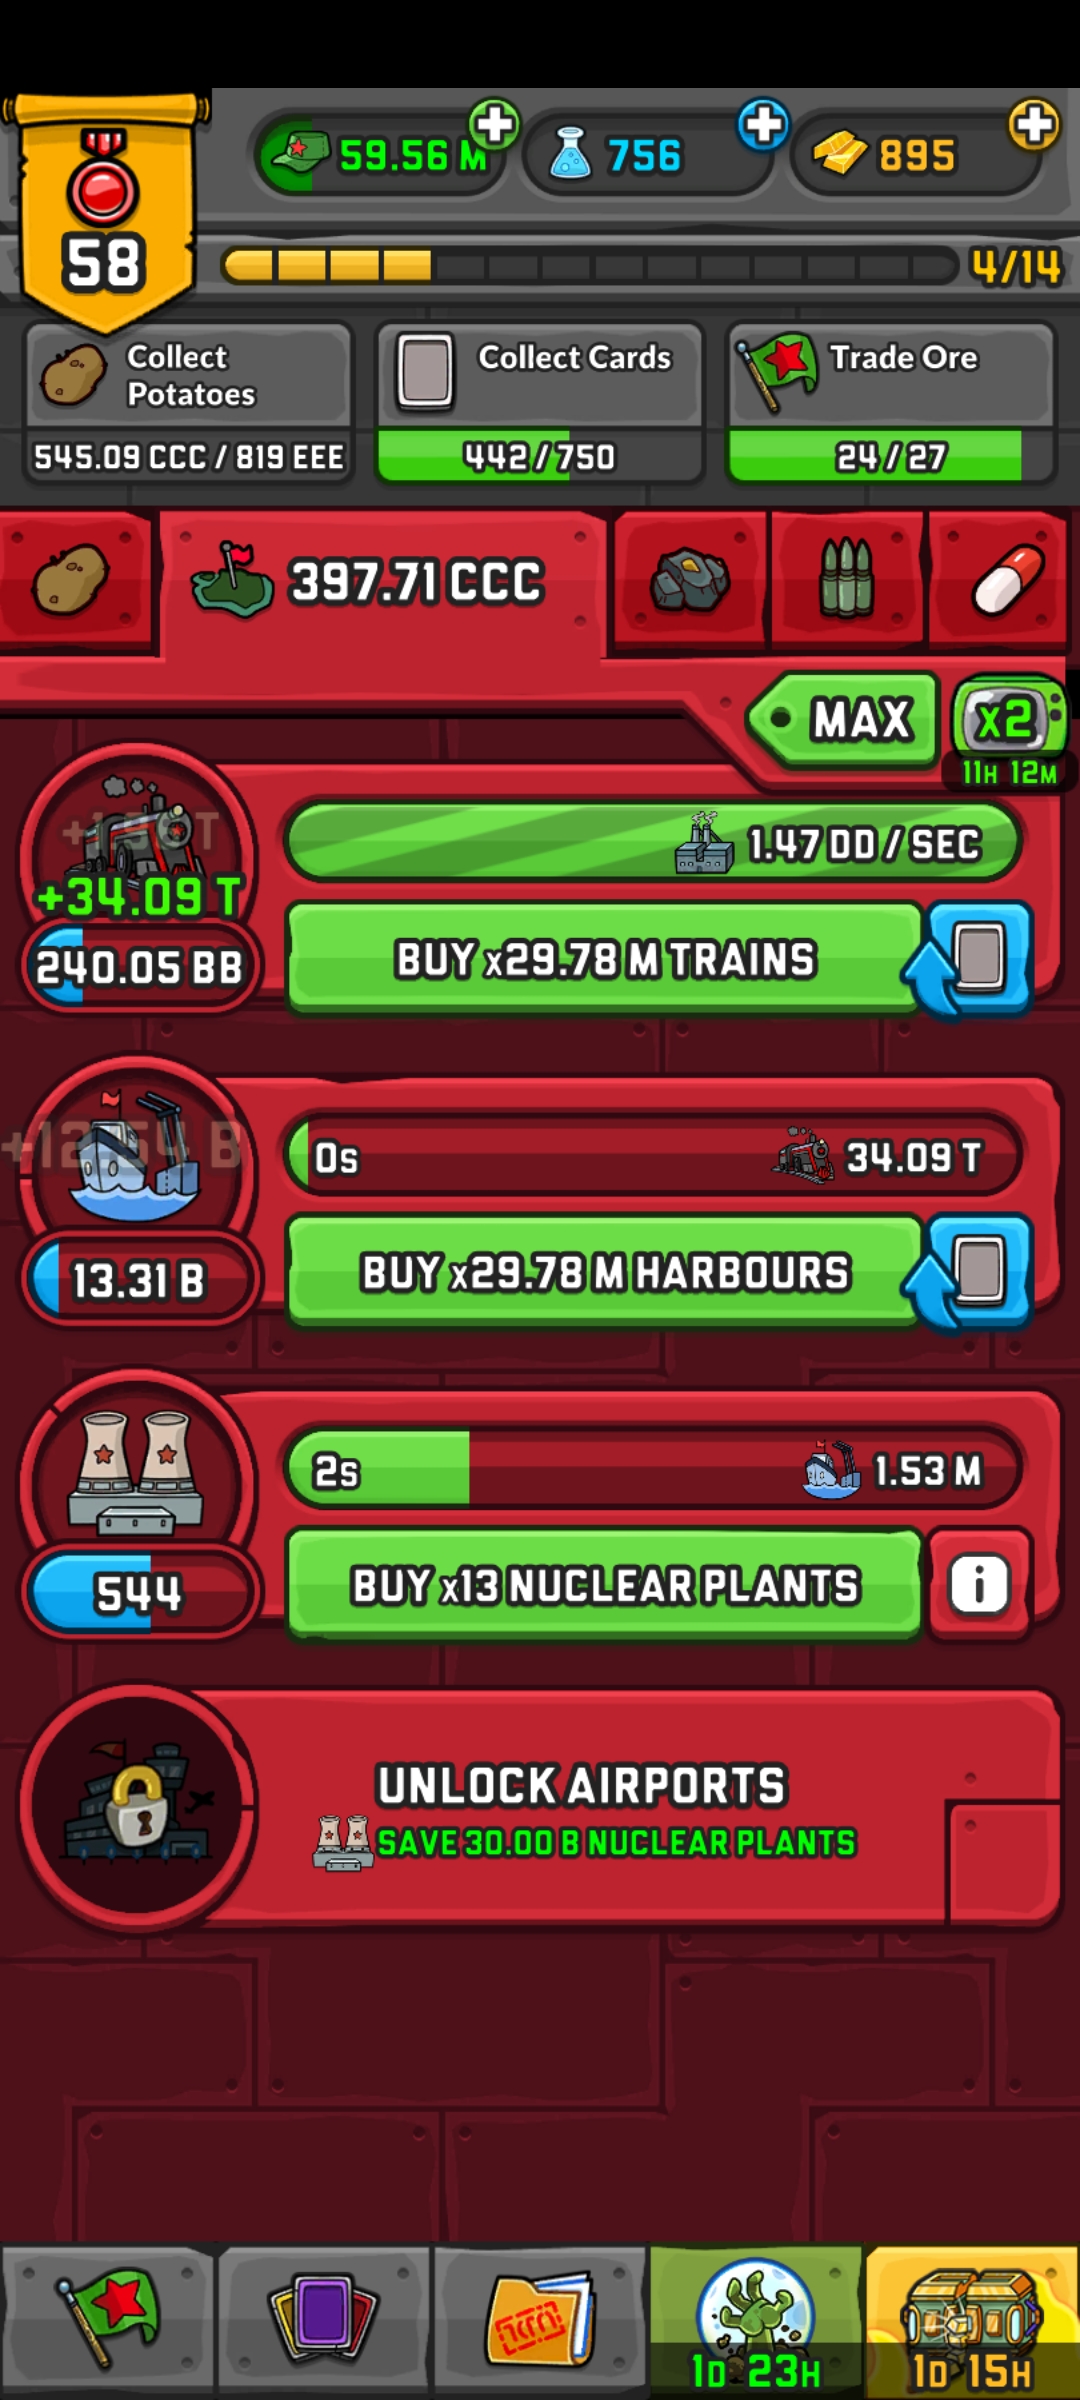 59.56 M
756
895
58
4/14
Collect
Potatoes
545.09 CCC / 819 EEE
Collect Cards
442/750
Trade Ore
24/27
397.71 CCC
MAX
x2
11H 12M
+34.09 T
240.05 BB
1.47 DD / SEC
BUY x29.78 M TRAINS
13.31 B
0s
34.09 T
BUY x29.78 M HARBOURS
544
2s
1.53 M
BUY x13 NUCLEAR PLANTS
i
UNLOCK AIRPORTS
SAVE 30.00 B NUCLEAR PLANTS
1D 23H
1D 15H